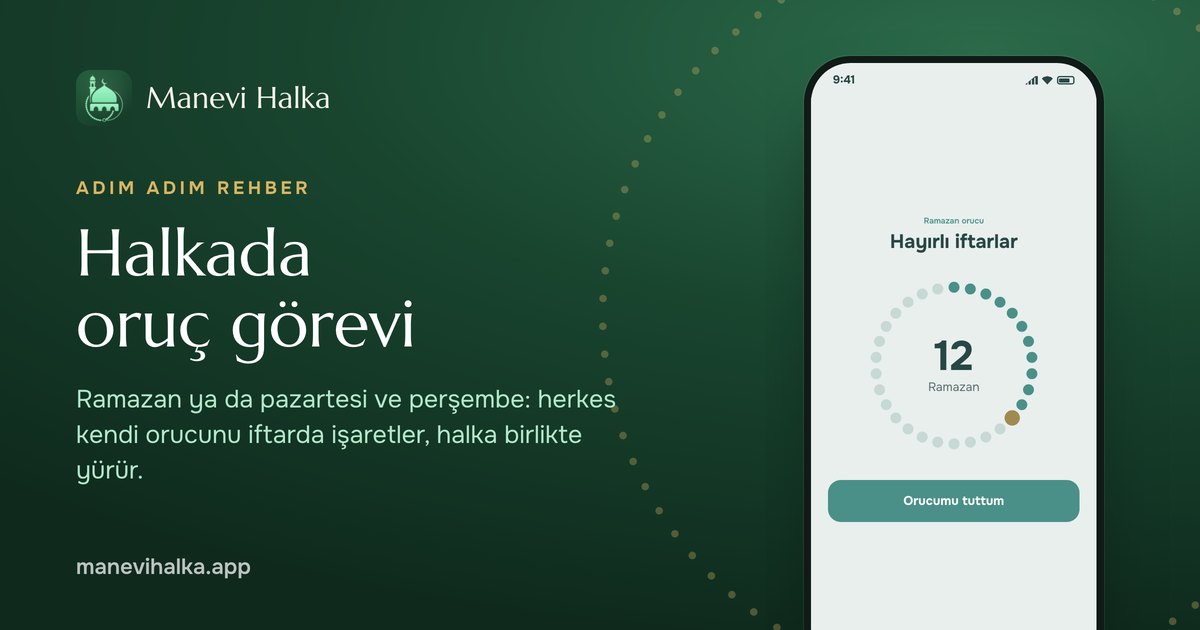 Manevi Halka
ADIM ADIM REHBER
Halkada
oruç görevi
Ramazan ya da pazartesi ve perşembe: herkes
kendi orucunu iftarda işaretler, halka birlikte
yürür.
manevihalka.app
9:41
Ramazan orucu
Hayırlı iftarlar
12
Ramazan
Orucumu tuttum